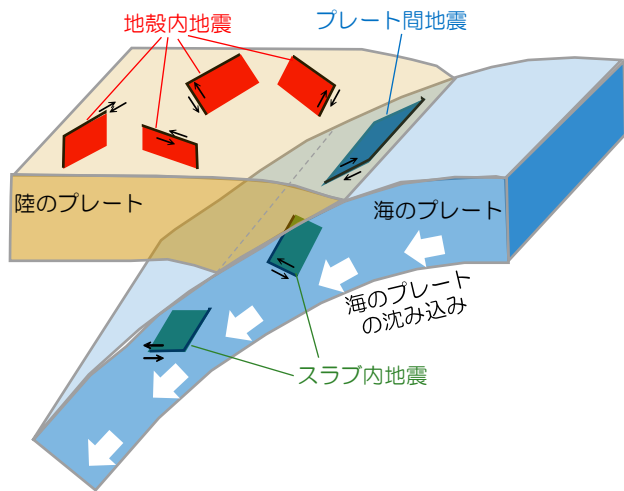 地殻内地震
プレート間地震
陸のプレート
海のプレート
海のプレート
の沈み込み
スラブ内地震